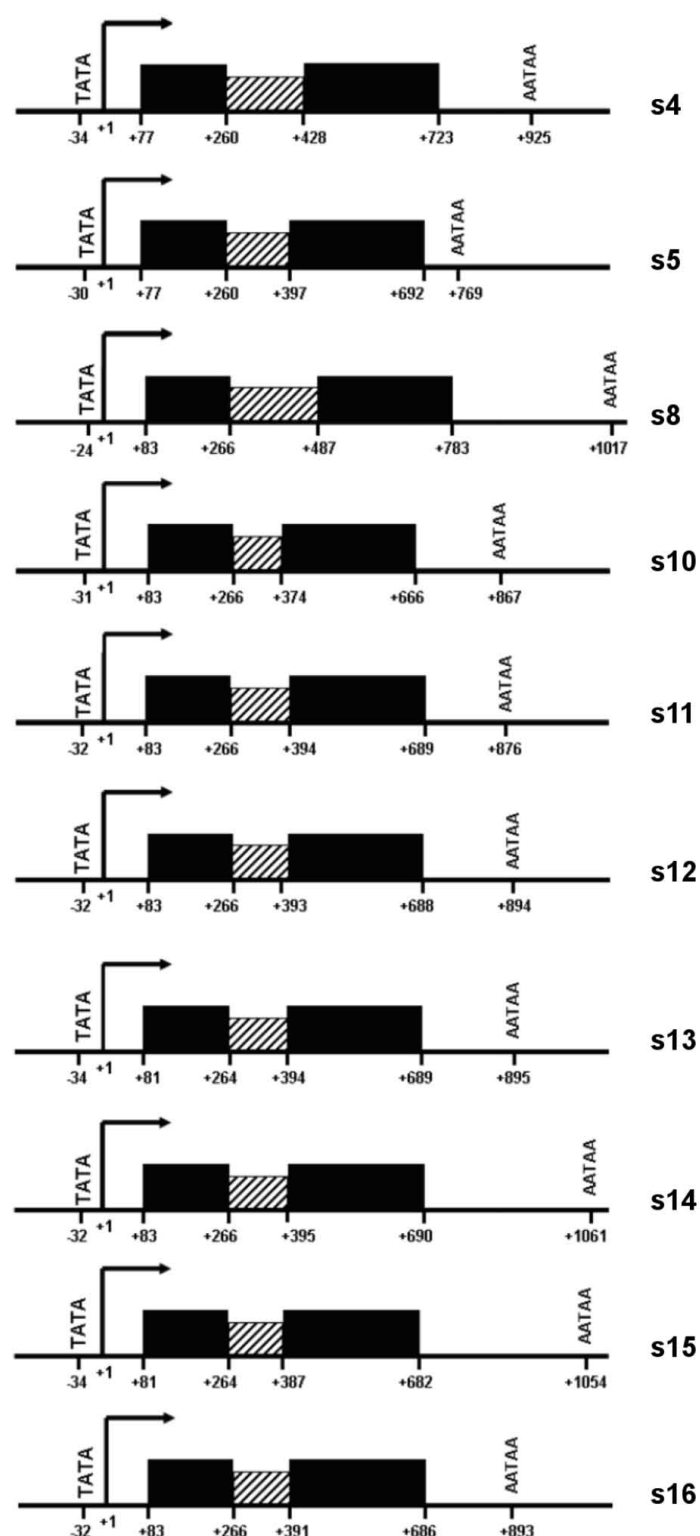 TATA AATAA s4
-34 +1 +77 +260 +428 +723 +925
TATA AATAA s5
-30 +1 +77 +260 +397 +692 +769
TATA AATAA s8
-24 +1 +83 +266 +487 +783 +1017
TATA AATAA s10
-31 +1 +83 +266 +374 +666 +867
TATA AATAA s11
-32 +1 +83 +266 +394 +689 +876
TATA AATAA s12
-32 +1 +83 +266 +393 +688 +894
TATA AATAA s13
-34 +1 +81 +264 +394 +689 +895
TATA AATAA s14
-32 +1 +83 +266 +395 +690 +1061
TATA AATAA s15
-34 +1 +81 +264 +387 +682 +1054
TATA AATAA s16
-32 +1 +83 +266 +391 +686 +893